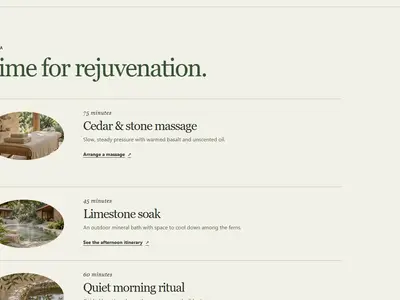 ime for rejuvenation.
75 minutes
Cedar & stone massage
Slow, steady pressure with warmed basalt and unscented oil.
Arrange a massage ↗
45 minutes
Limestone soak
An outdoor mineral bath with space to cool down among the ferns.
See the afternoon itinerary ↗
60 minutes
Quiet morning ritual